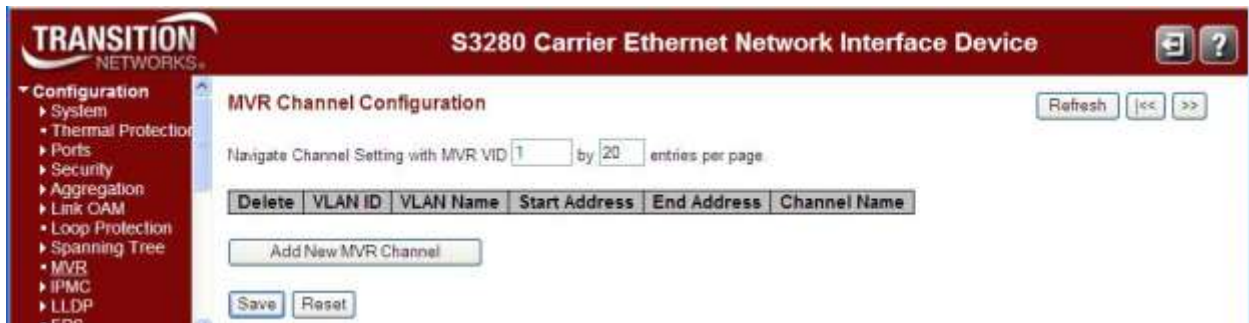 TRANSITION
NETWORKS®
S3280 Carrier Ethernet Network Interface Device
?
Configuration
System
Thermal Protection
Ports
Security
Aggregation
Link OAM
Loop Protection
Spanning Tree
MVR
IPMC
LLDP
EPS
MVR Channel Configuration
Refresh |<< >>
Navigate Channel Setting with MVR VID 1 by 20 entries per page.
Delete VLAN ID VLAN Name Start Address End Address Channel Name
Add New MVR Channel
Save Reset